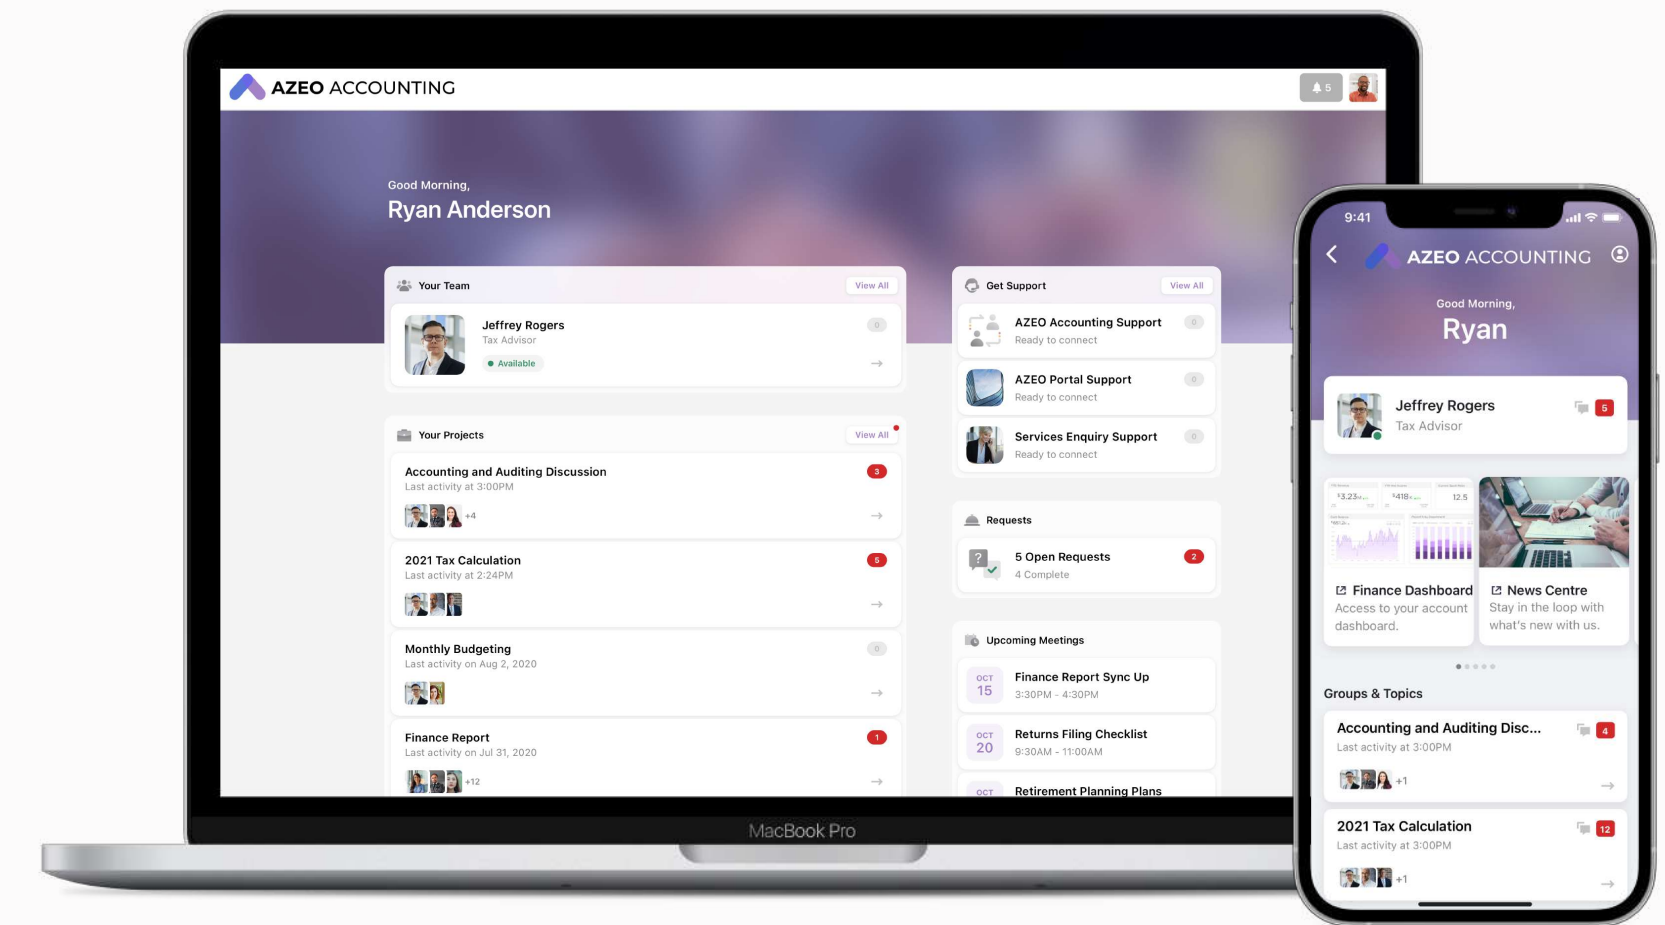 AZEO ACCOUNTING
5
Good Morning,
Ryan Anderson
Your Team
View All
Jeffrey Rogers
0
Tax Advisor
Available
Your Projects
View All
Accounting and Auditing Discussion
3
Last activity at 3:00PM
+4
2021 Tax Calculation
5
Last activity at 2:24PM
Monthly Budgeting
0
Last activity on Aug 2, 2020
Finance Report
1
Last activity on Jul 31, 2020
+12
Get Support
View All
AZEO Accounting Support
0
Ready to connect
AZEO Portal Support
0
Ready to connect
Services Enquiry Support
0
Ready to connect
Requests
?
5 Open Requests
2
4 Complete
Upcoming Meetings
OCT
15
Finance Report Sync Up
3:30PM - 4:30PM
OCT
20
Returns Filing Checklist
9:30AM - 11:00AM
OCT
Retirement Planning Plans
MacBook Pro
9:41
AZEO ACCOUNTING
Good Morning,
Ryan
Jeffrey Rogers
5
Tax Advisor
12.5
Finance Dashboard
Access to your account
dashboard.
News Centre
Stay in the loop with
what's new with us.
Groups & Topics
Accounting and Auditing Disc...
4
Last activity at 3:00PM
+1
2021 Tax Calculation
12
Last activity at 3:00PM
+1